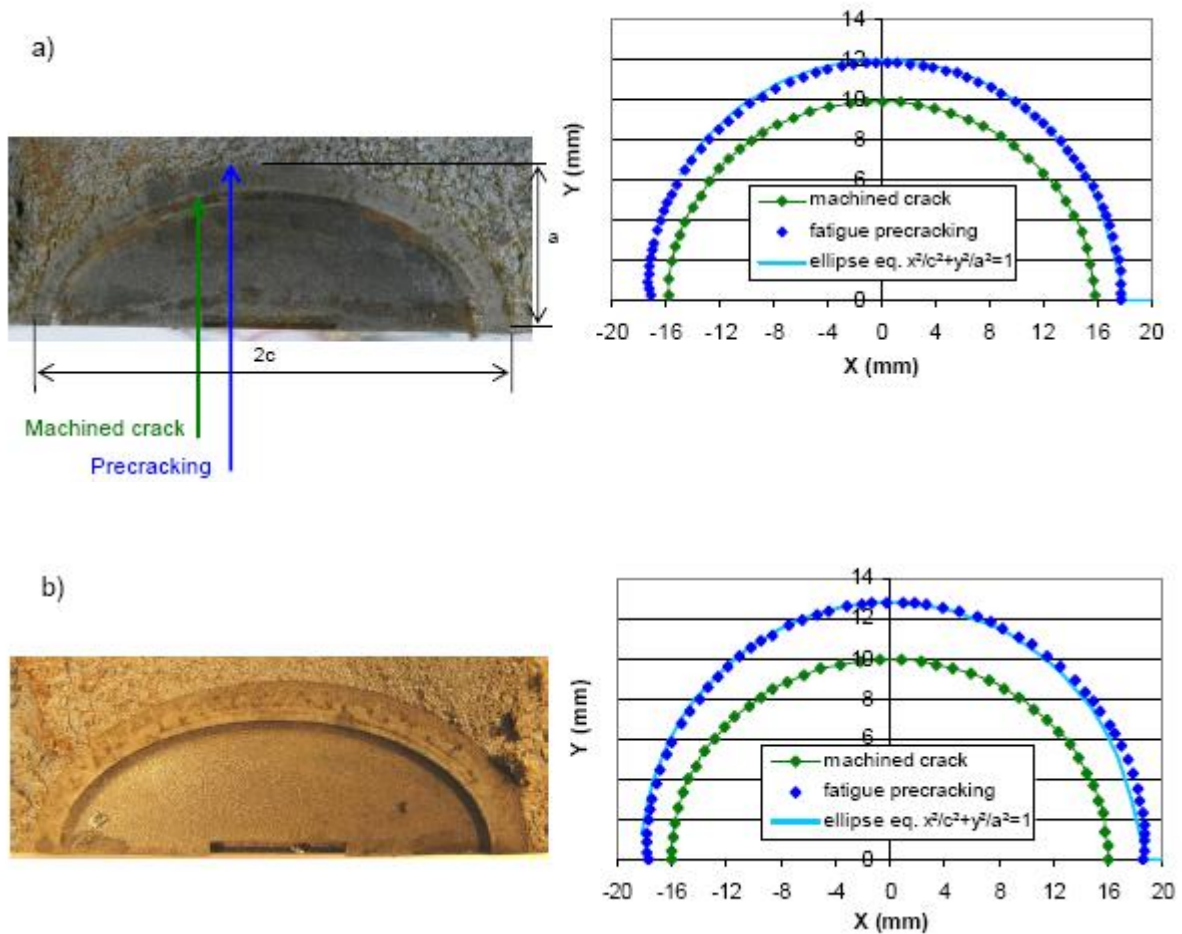 a)
a
2c
Machined crack
Precracking
14
12
10
8
6
4
2
0
Y (mm)
machined crack
fatigue precracking
ellipse eq. x²/c²+y²/a²=1
-20 -16 -12 -8 -4 0 4 8 12 16 20
X (mm)
b)
14
12
10
8
6
4
2
0
Y (mm)
machined crack
fatigue precracking
ellipse eq. x²/c²+y²/a²=1
-20 -16 -12 -8 -4 0 4 8 12 16 20
X (mm)